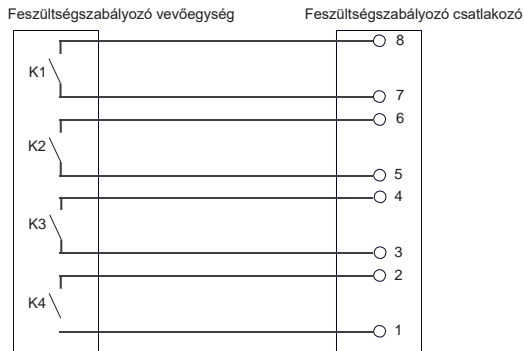 Feszültségszabályozó vevőegység
Feszültségszabályozó csatlakozó
8
K1
7
6
K2
5
4
K3
3
2
K4
1